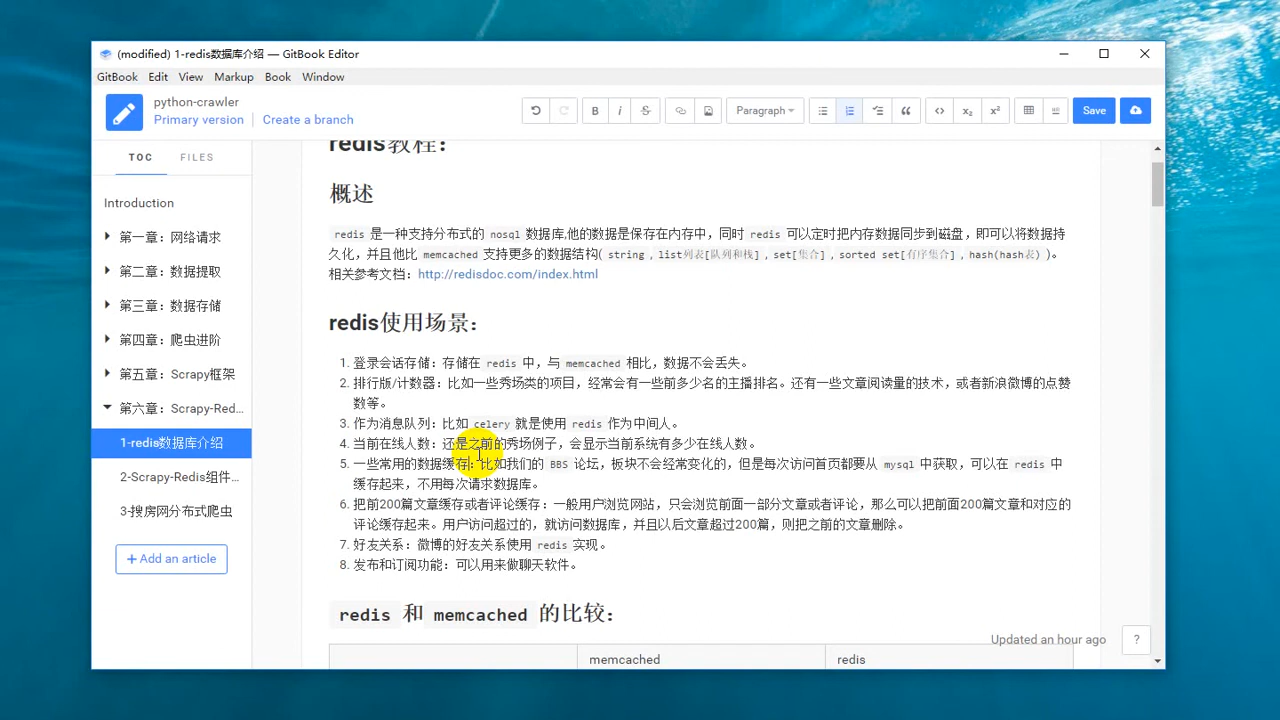 (modified) 1-redis数据库介绍 — GitBook Editor
GitBook Edit View Markup Book Window
python-crawler
Primary version Create a branch
B i S Paragraph <> x₂ x² Save
TOC FILES
Introduction
第一章：网络请求
第二章：数据提取
第三章：数据存储
第四章：爬虫进阶
第五章：Scrapy框架
第六章：Scrapy-Red...
1-redis数据库介绍
2-Scrapy-Redis组件...
3-搜房网分布式爬虫
+ Add an article
redis教程：
概述
redis 是一种支持分布式的 nosql 数据库,他的数据是保存在内存中，同时 redis 可以定时把内存数据同步到磁盘，即可以将数据持
久化，并且他比 memcached 支持更多的数据结构( string , list列表[队列和栈] , set[集合] , sorted set[有序集合] , hash(hash表) )。
相关参考文档：http://redisdoc.com/index.html
redis使用场景：
1. 登录会话存储：存储在 redis 中，与 memcached 相比，数据不会丢失。
2. 排行版/计数器：比如一些秀场类的项目，经常会有一些前多少名的主播排名。还有一些文章阅读量的技术，或者新浪微博的点赞
数等。
3. 作为消息队列：比如 celery 就是使用 redis 作为中间人。
4. 当前在线人数：还是之前的秀场例子，会显示当前系统有多少在线人数。
5. 一些常用的数据缓存：比如我们的 BBS 论坛，板块不会经常变化的，但是每次访问首页都要从 mysql 中获取，可以在 redis 中
缓存起来，不用每次请求数据库。
6. 把前200篇文章缓存或者评论缓存：一般用户浏览网站，只会浏览前面一部分文章或者评论，那么可以把前面200篇文章和对应的
评论缓存起来。用户访问超过的，就访问数据库，并且以后文章超过200篇，则把之前的文章删除。
7. 好友关系：微博的好友关系使用 redis 实现。
8. 发布和订阅功能：可以用来做聊天软件。
redis 和 memcached 的比较：
Updated an hour ago ?
memcached redis